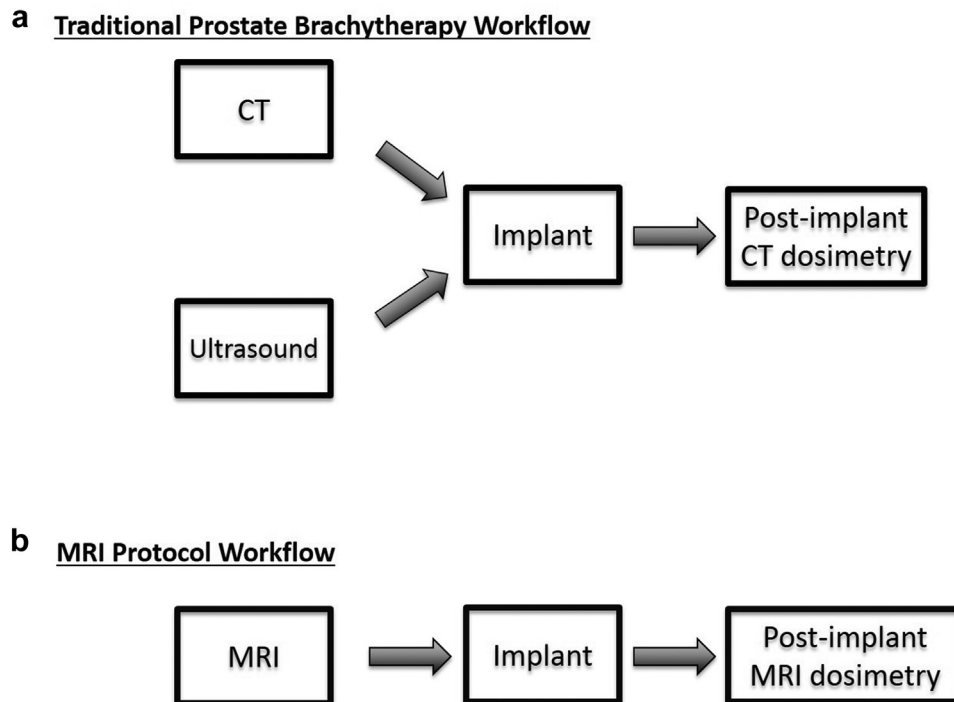 a Traditional Prostate Brachytherapy Workflow
CT
Ultrasound
Implant
Post-implant
CT dosimetry
b MRI Protocol Workflow
MRI
Implant
Post-implant
MRI dosimetry